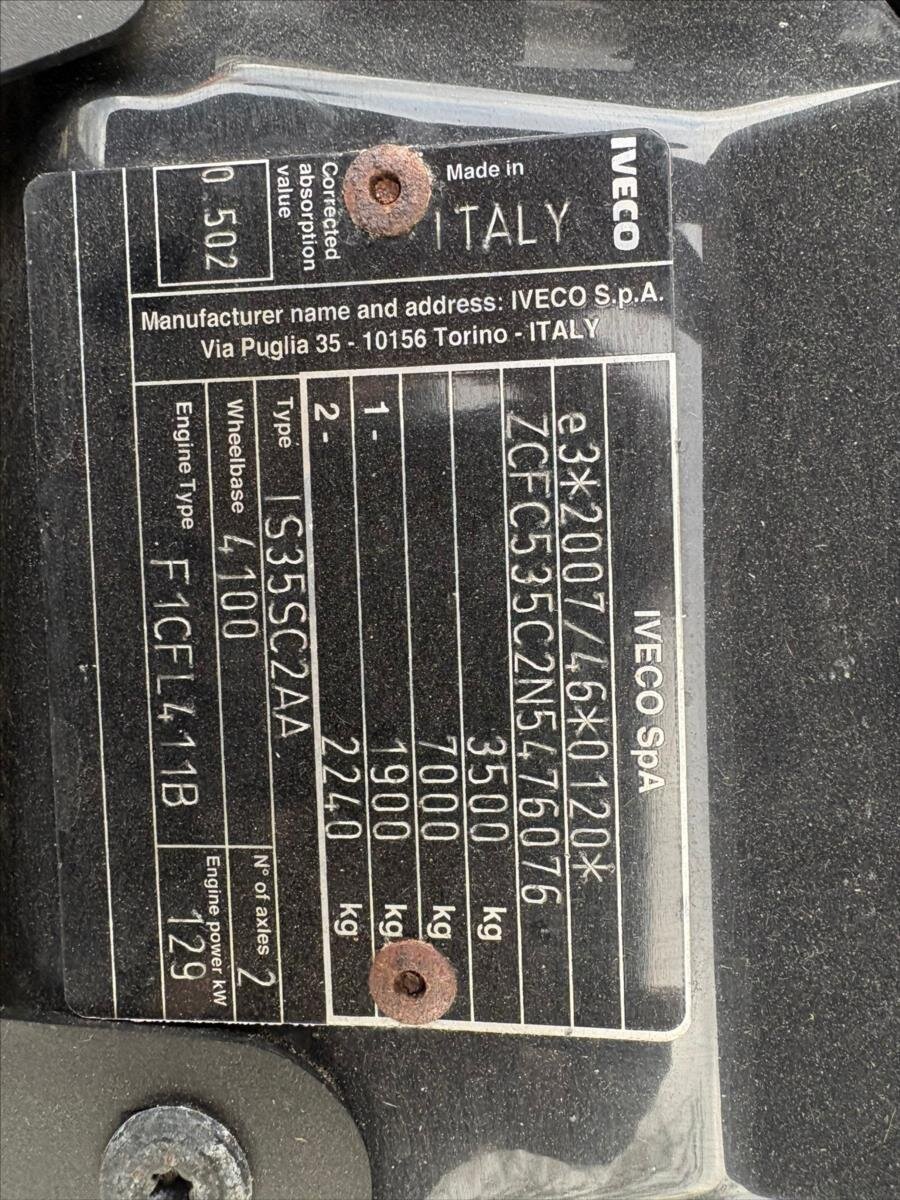 IVECO SpA
e3*2007/46*0120*
ZCFC535C2N5476076
3500 kg
7000 kg
1- 1900 kg
2- 2240 kg
Type IS35SC2AA
Wheelbase 4100 N° of axles 2
Engine Type F1CFL411B Engine power kW 129
Manufacturer name and address: IVECO S.p.A.
Via Puglia 35 - 10156 Torino - ITALY
IVECO
Made in
ITALY
Corrected
absorption
value
0.502